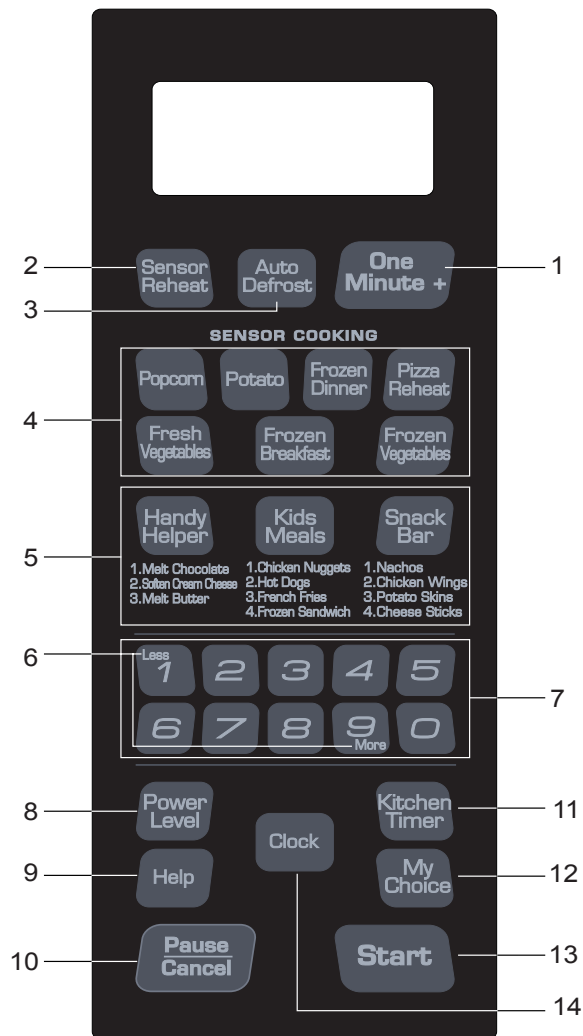 One
Minute +
1
2
Sensor
Reheat
Auto
Defrost
3
SENSOR COOKING
4
Popcorn
Potato
Frozen
Dinner
Pizza
Reheat
Fresh
Vegetables
Frozen
Breakfast
Frozen
Vegetables
5
Handy
Helper
1.Melt Chocolate
2.Soften Cream Cheese
3.Melt Butter
Kids
Meals
1.Chicken Nuggets
2.Hot Dogs
3.French Fries
4.Frozen Sandwich
Snack
Bar
1.Nachos
2.Chicken Wings
3.Potato Skins
4.Cheese Sticks
6
Less
1
2
3
4
5
6
7
8
9
More
0
7
8
Power
Level
Kitchen
Timer
11
Clock
9
Help
My
Choice
12
10
Pause
Cancel
Start
13
14